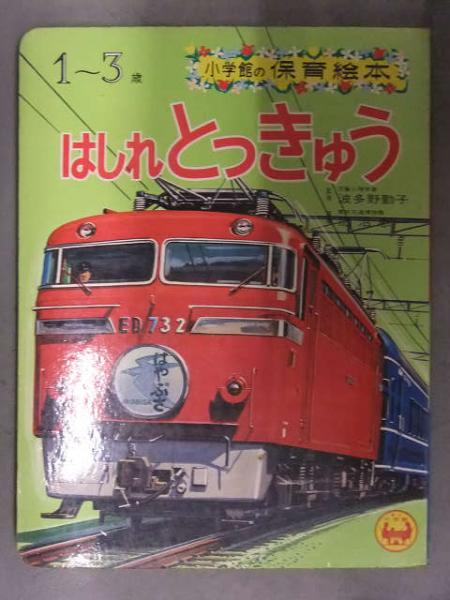 1〜3歳
小学館の保育絵本
はしれとっきゅう
波多野勤子
ED732
はやぶさ